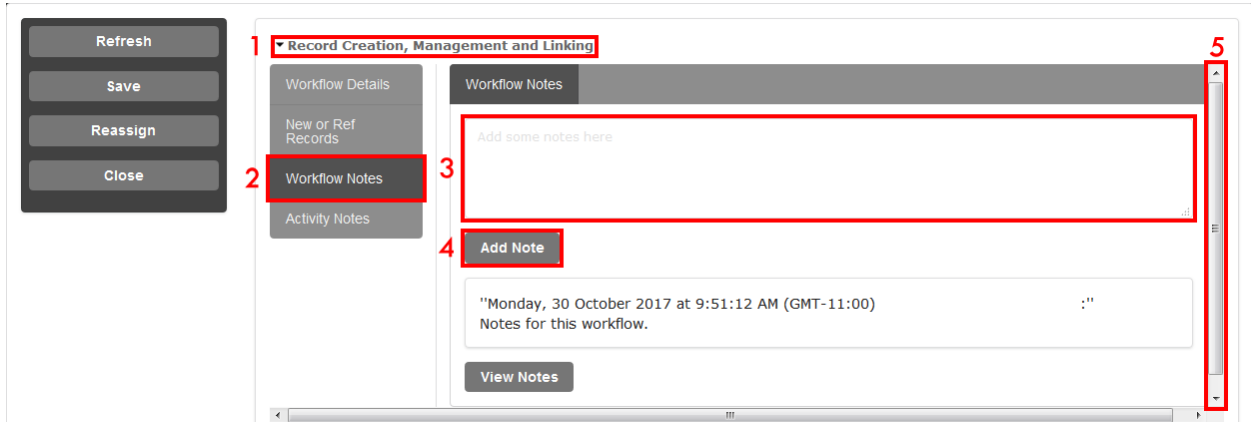 Refresh
Save
Reassign
Close
1
Record Creation, Management and Linking
5
Workflow Details
New or Ref
Records
2
Workflow Notes
Activity Notes
Workflow Notes
3
Add some notes here
4
Add Note
''Monday, 30 October 2017 at 9:51:12 AM (GMT-11:00) :''
Notes for this workflow.
View Notes